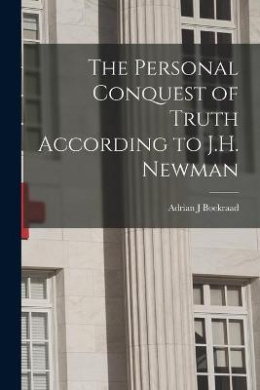 The Personal
Conquest of
Truth
According to J.H.
Newman
Adrian J Boekraad